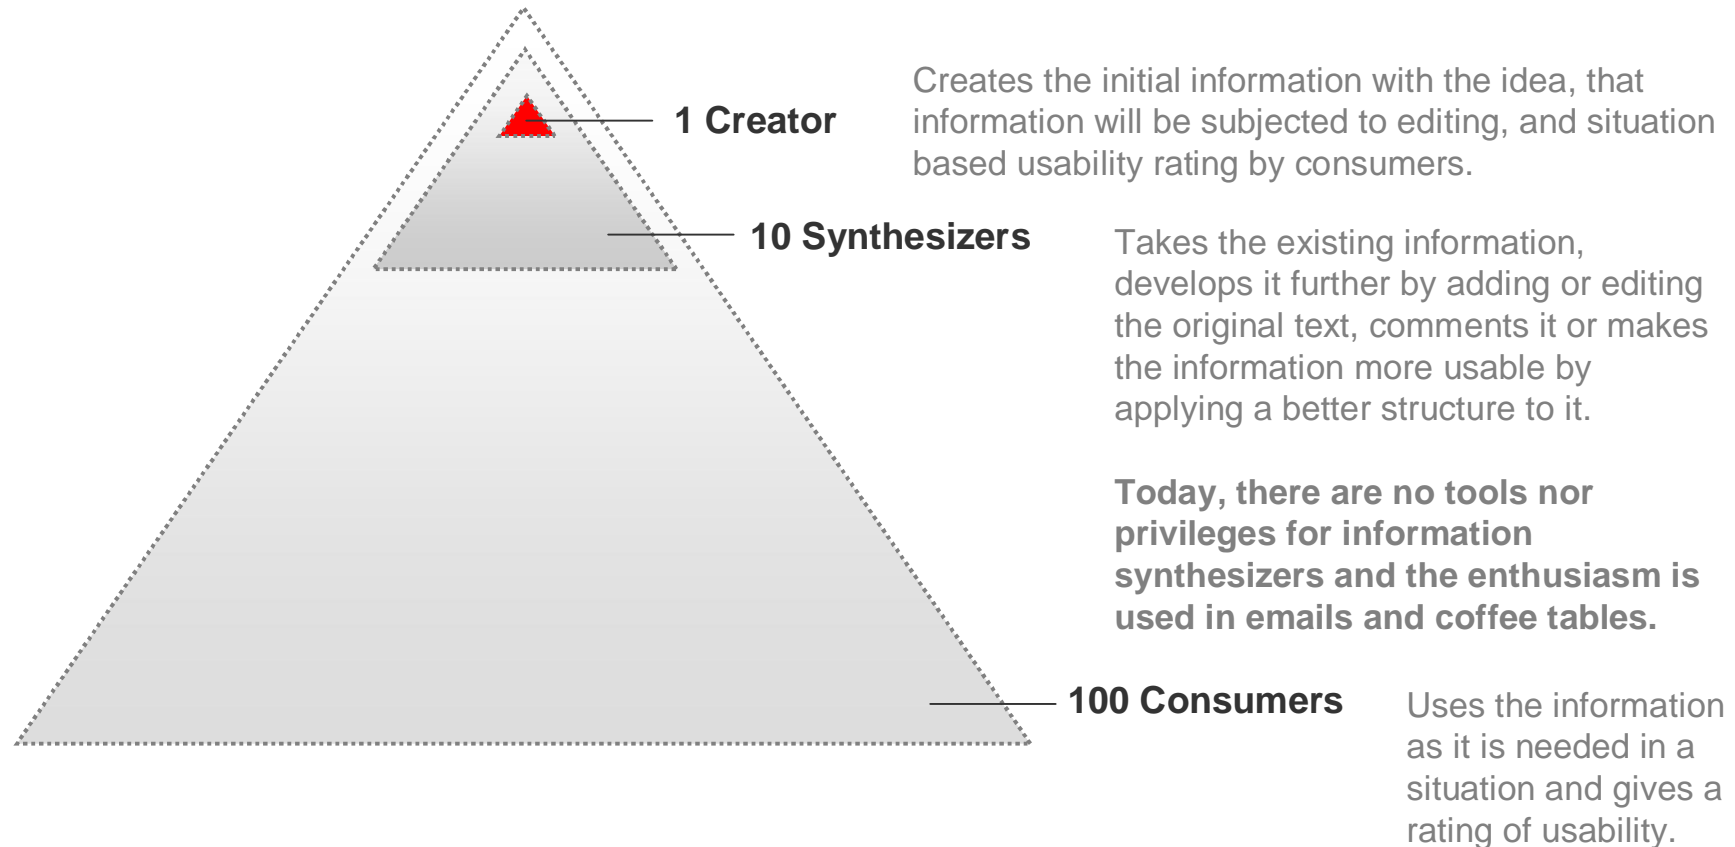 1 Creator
Creates the initial information with the idea, that
information will be subjected to editing, and situation
based usability rating by consumers.
10 Synthesizers
Takes the existing information,
develops it further by adding or editing
the original text, comments it or makes
the information more usable by
applying a better structure to it.
Today, there are no tools nor
privileges for information
synthesizers and the enthusiasm is
used in emails and coffee tables.
100 Consumers
Uses the information
as it is needed in a
situation and gives a
rating of usability.